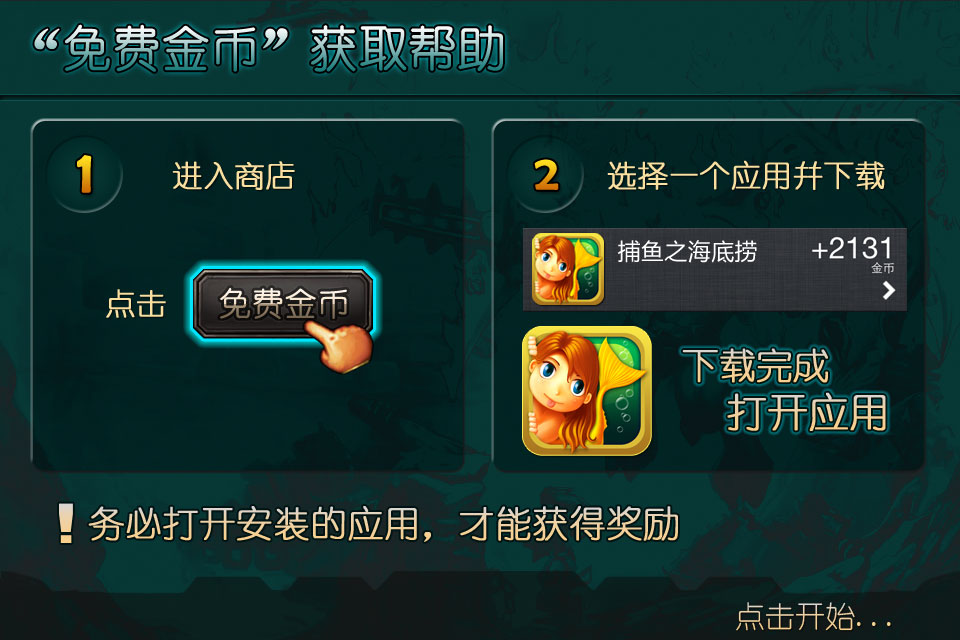 “免费金币”获取帮助
1
进入商店
点击
免费金币
2
选择一个应用并下载
捕鱼之海底捞
+2131
金币
下载完成
打开应用
! 务必打开安装的应用，才能获得奖励
点击开始...